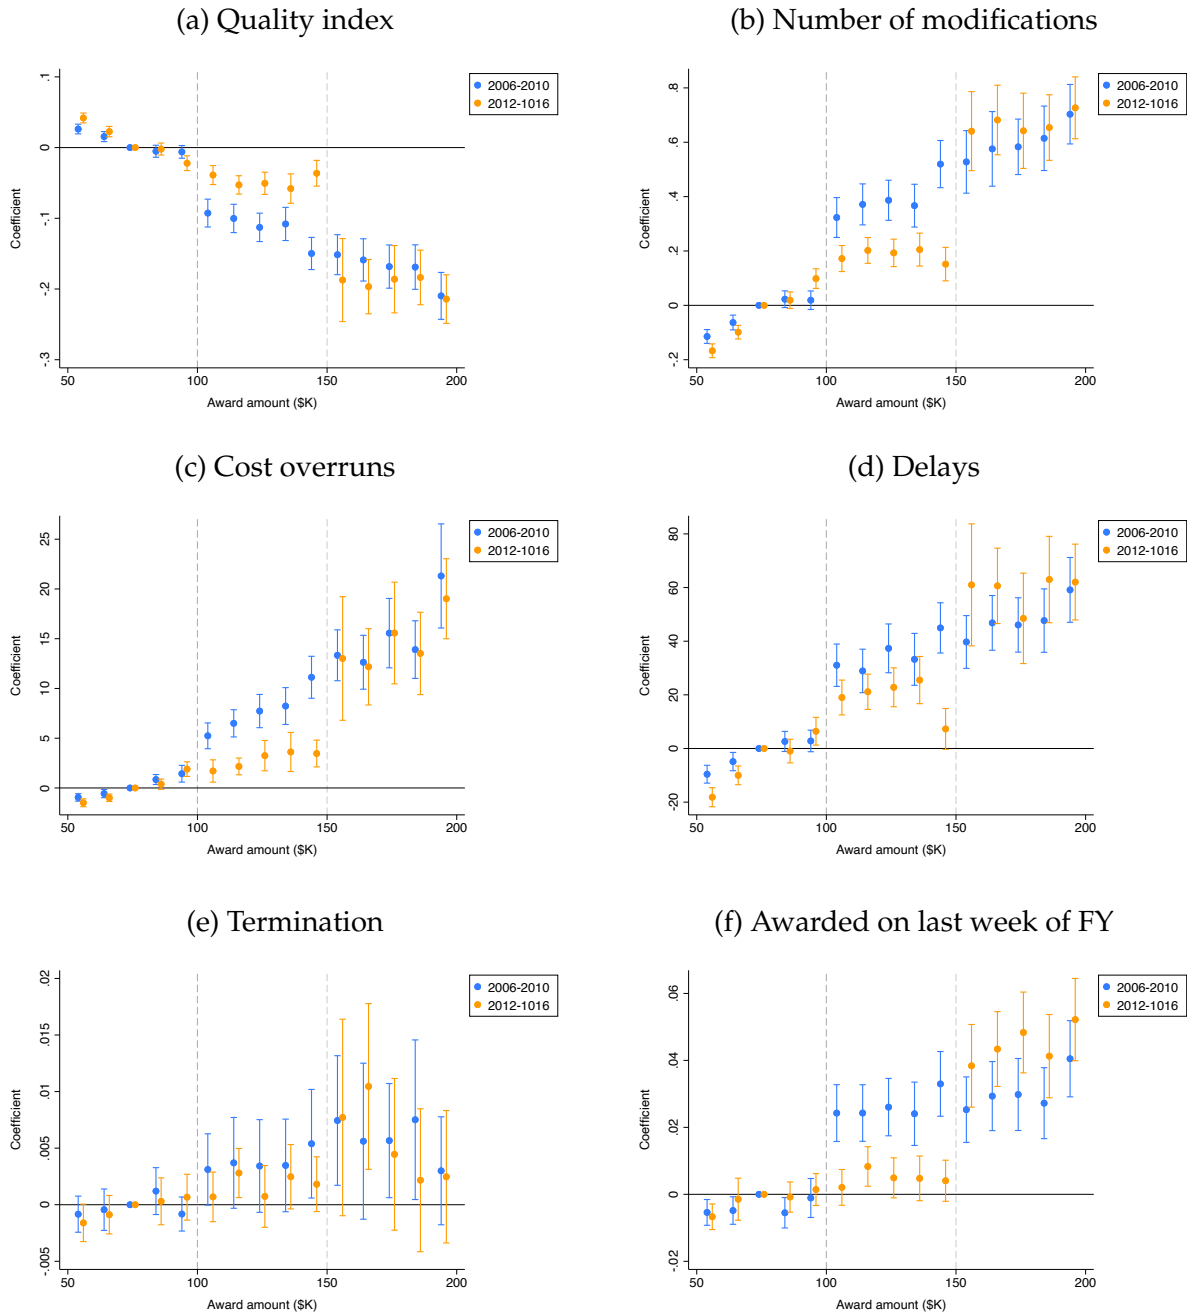 (a) Quality index
.1
0
-.1
-.2
-.3
Coefficient
50 100 150 200
Award amount ($K)
2006-2010
2012-1016
(b) Number of modifications
.8
.6
.4
.2
0
-.2
Coefficient
50 100 150 200
Award amount ($K)
2006-2010
2012-1016
(c) Cost overruns
25
20
15
10
5
0
Coefficient
50 100 150 200
Award amount ($K)
2006-2010
2012-1016
(d) Delays
80
60
40
20
0
-20
Coefficient
50 100 150 200
Award amount ($K)
2006-2010
2012-1016
(e) Termination
.02
.015
.01
.005
0
-.005
Coefficient
50 100 150 200
Award amount ($K)
2006-2010
2012-1016
(f) Awarded on last week of FY
.06
.04
.02
0
-.02
Coefficient
50 100 150 200
Award amount ($K)
2006-2010
2012-1016